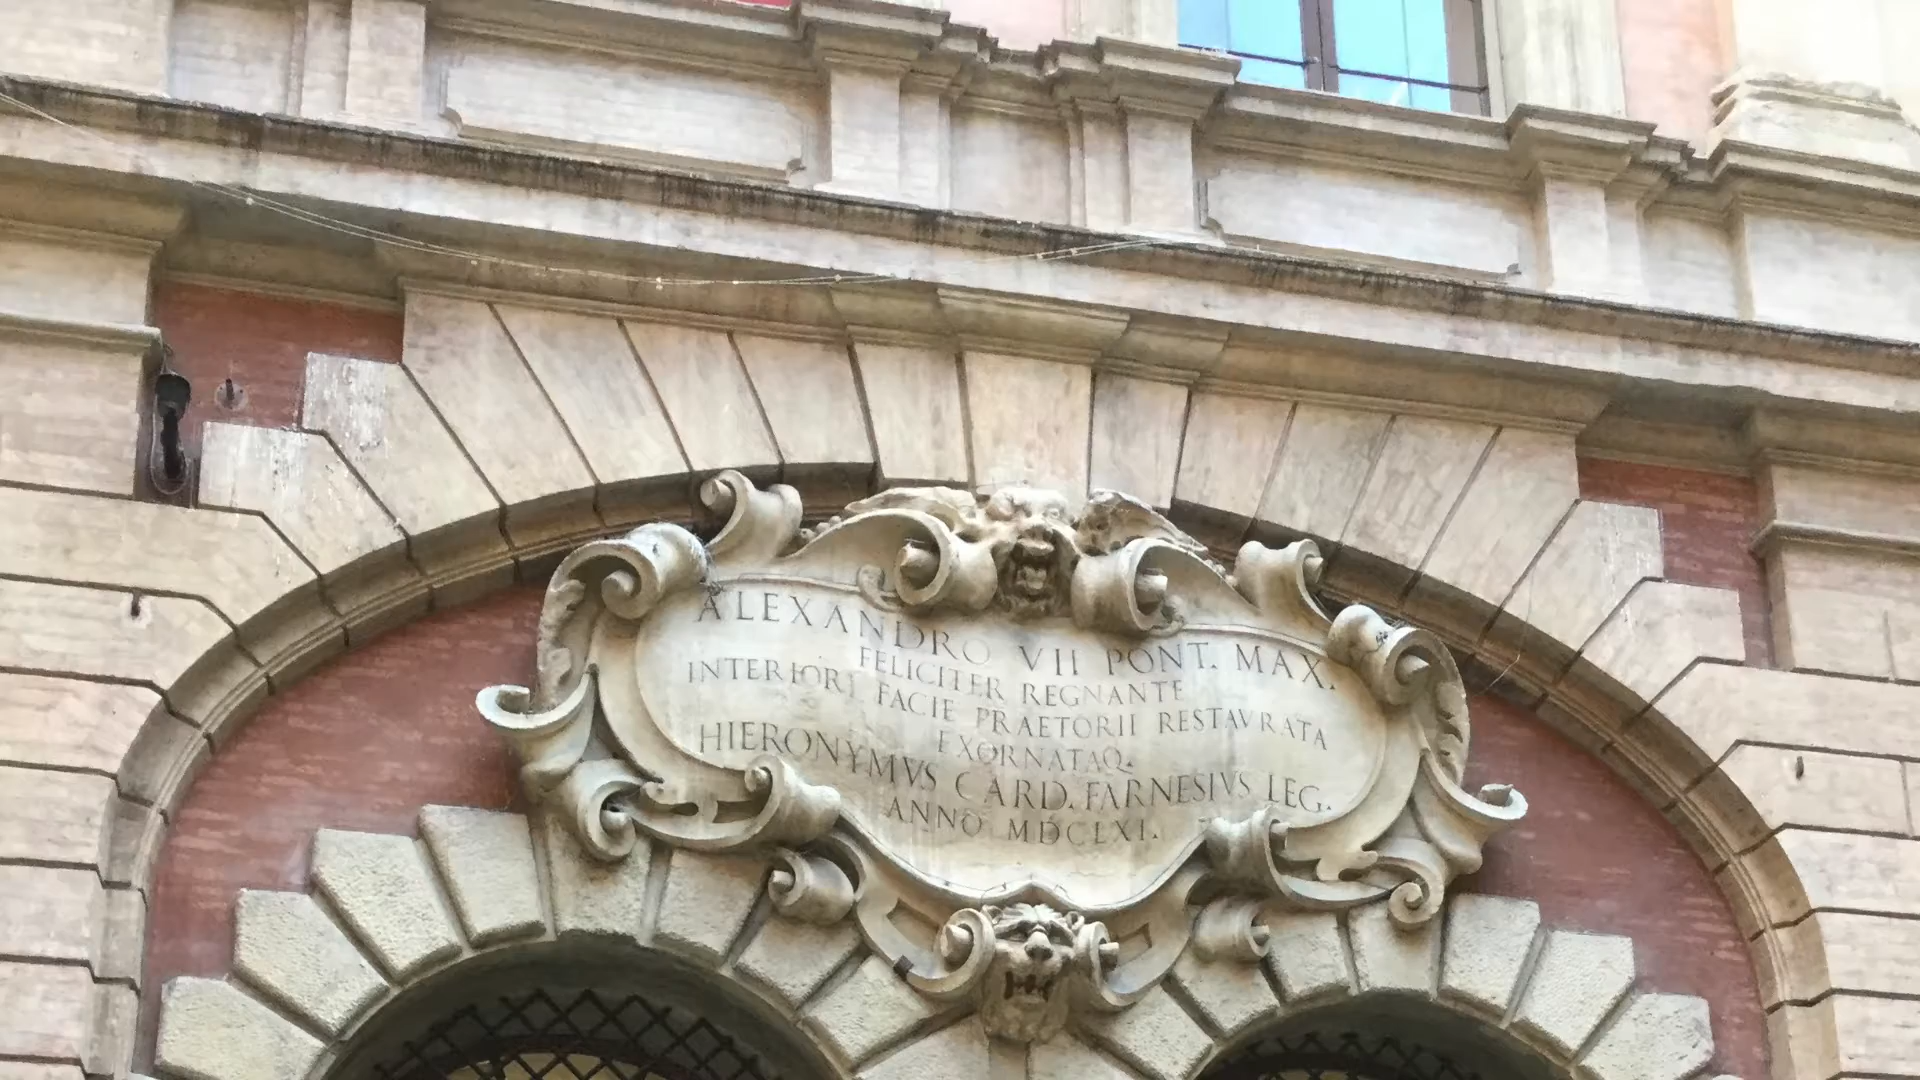 ALEXANDRO VII PONT. MAX.
FELICITER REGNANTE
INTERIORI FACIE PRAETORII RESTAVRATA
EXORNATAQ.
HIERONYMVS CARD. FARNESIVS LEG.
ANNO MDCLXI.